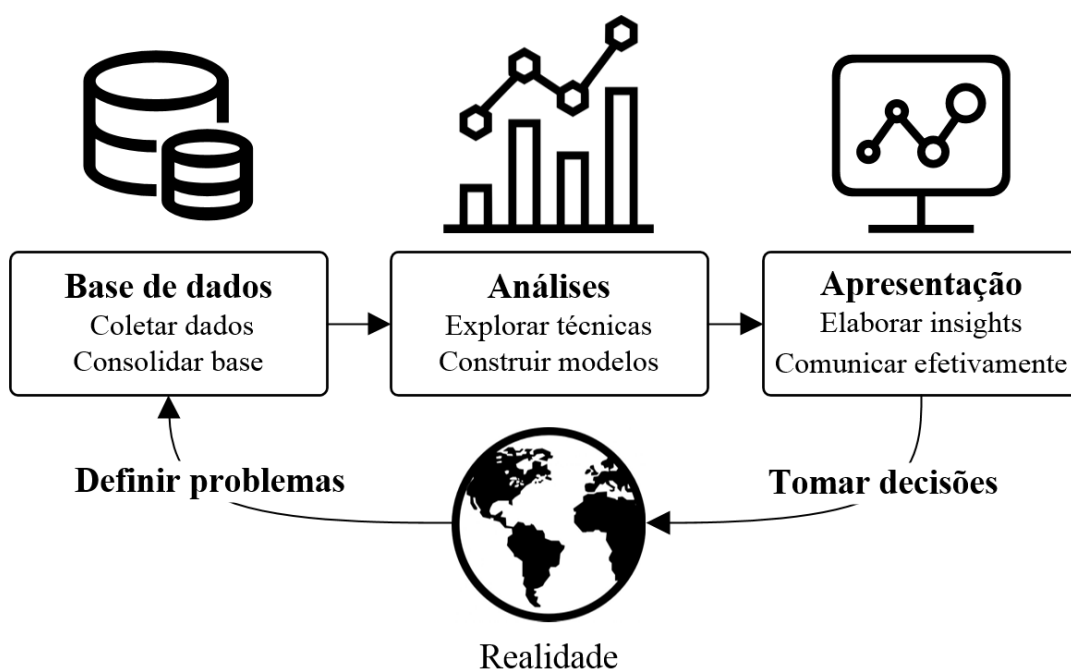 Base de dados
Coletar dados
Consolidar base
Análises
Explorar técnicas
Construir modelos
Apresentação
Elaborar insights
Comunicar efetivamente
Definir problemas
Tomar decisões
Realidade